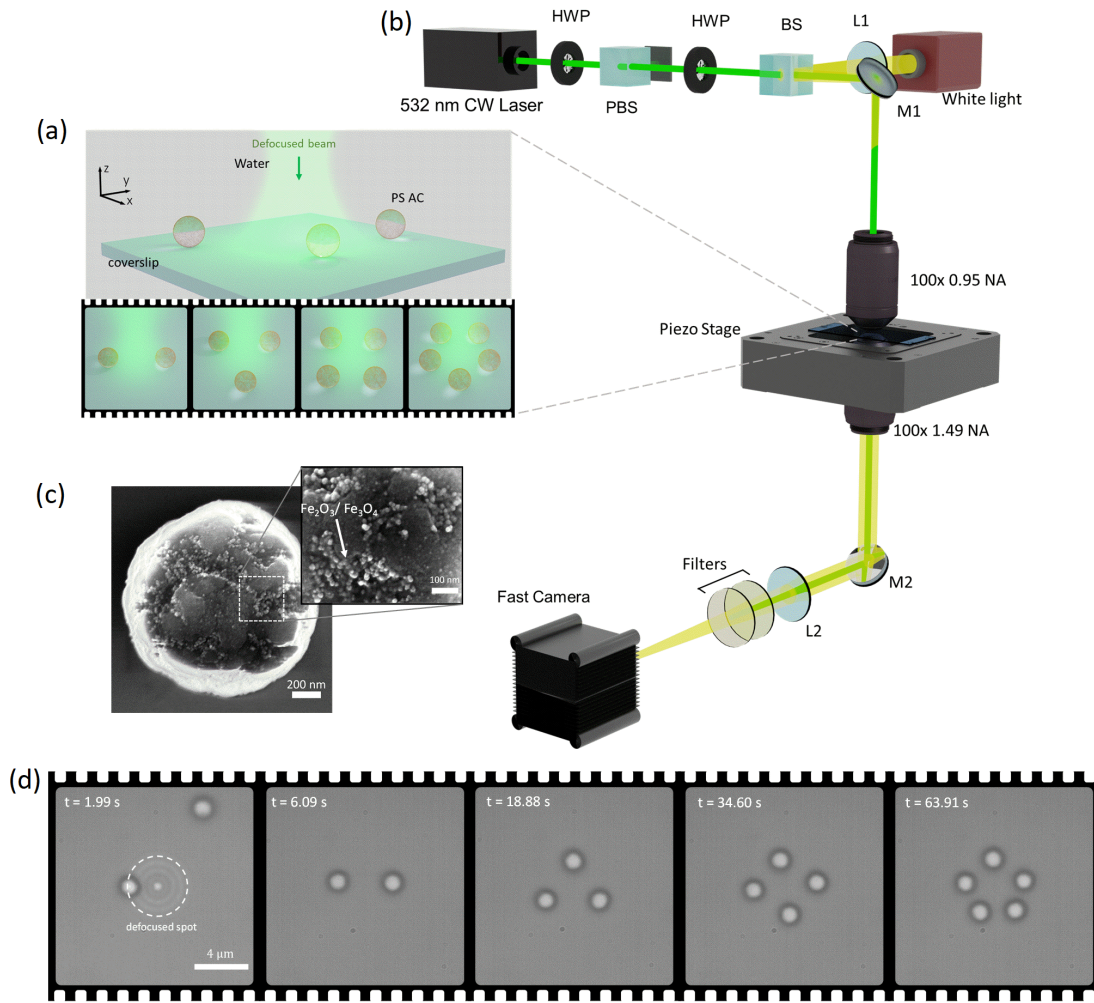 (b)
HWP
HWP
BS
L1
532 nm CW Laser
PBS
M1
White light
(a)
Defocused beam
Water
z
y
x
PS AC
coverslip
100x 0.95 NA
Piezo Stage
100x 1.49 NA
(c)
Fe₂O₃/ Fe₃O₄
100 nm
200 nm
Filters
M2
L2
Fast Camera
(d)
t = 1.99 s
t = 6.09 s
t = 18.88 s
t = 34.60 s
t = 63.91 s
defocused spot
4 μm